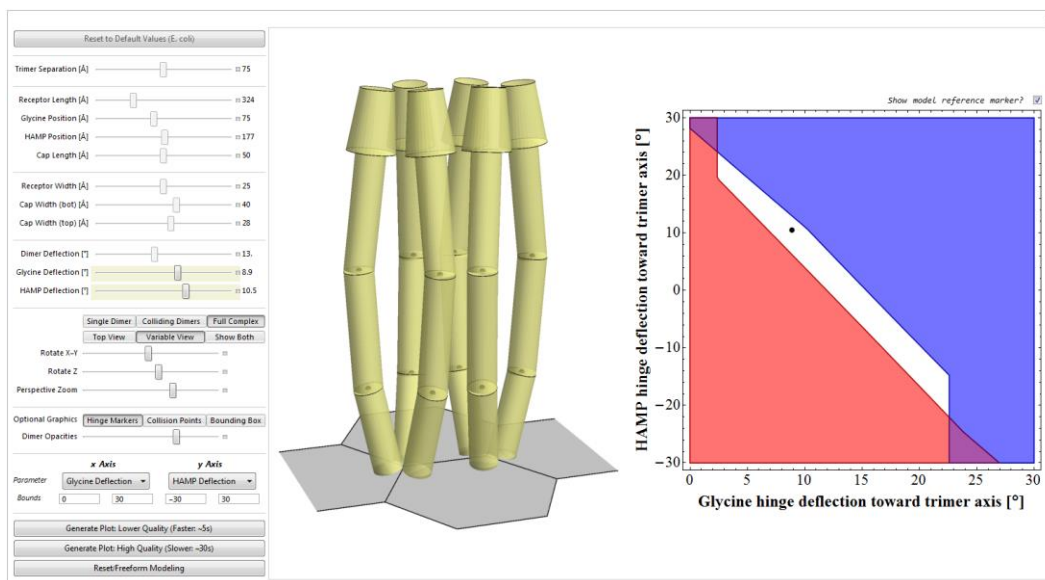 Reset to Default Values (E. coli)
Trimer Separation [Å] 75
Receptor Length [Å] 324
Glycine Position [Å] 75
HAMP Position [Å] 177
Cap Length [Å] 50
Receptor Width [Å] 25
Cap Width (bot) [Å] 40
Cap Width (top) [Å] 28
Dimer Deflection [°] 13.
Glycine Deflection [°] 8.9
HAMP Deflection [°] 10.5
Single Dimer Colliding Dimers Full Complex
Top View Variable View Show Both
Rotate X-Y
Rotate Z
Perspective Zoom
Optional Graphics Hinge Markers Collision Points Bounding Box
Dimer Opacities
x Axis y Axis
Parameter Glycine Deflection HAMP Deflection
Bounds 0 30 -30 30
Generate Plot: Lower Quality (Faster: ~5s)
Generate Plot: High Quality (Slower: ~30s)
Reset/Freeform Modeling
Show model reference marker?
HAMP hinge deflection toward trimer axis [°]
30
20
10
0
-10
-20
-30
0 5 10 15 20 25 30
Glycine hinge deflection toward trimer axis [°]